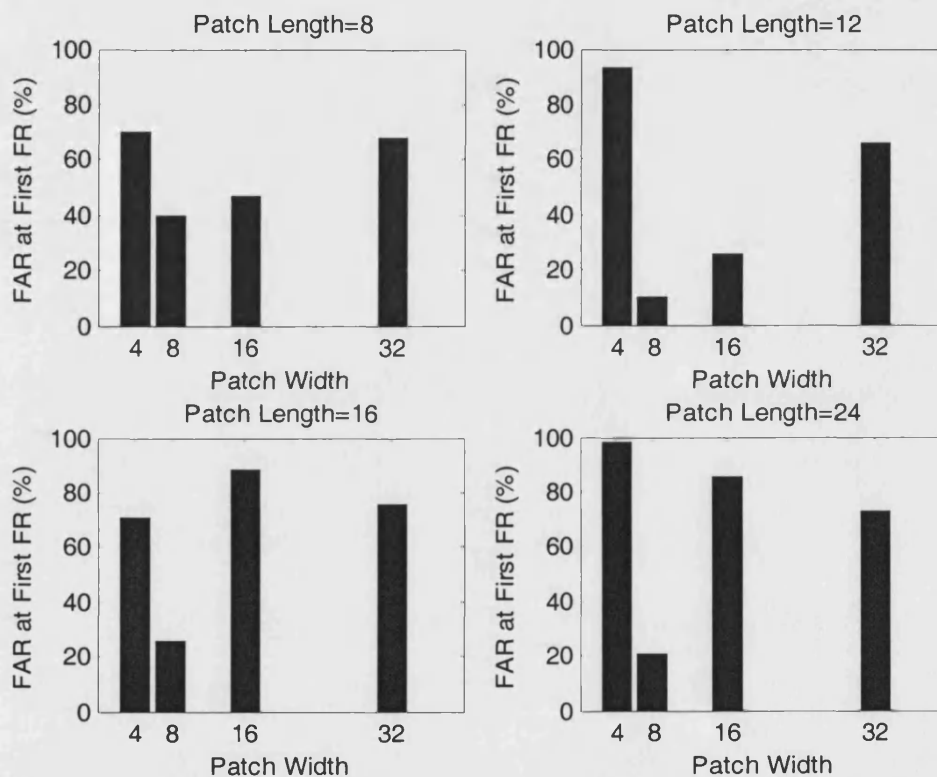 Patch Length=8
FAR at First FR (%)
100
80
60
40
20
0
4 8 16 32
Patch Width
Patch Length=12
FAR at First FR (%)
100
80
60
40
20
0
4 8 16 32
Patch Width
Patch Length=16
FAR at First FR (%)
100
80
60
40
20
0
4 8 16 32
Patch Width
Patch Length=24
FAR at First FR (%)
100
80
60
40
20
0
4 8 16 32
Patch Width